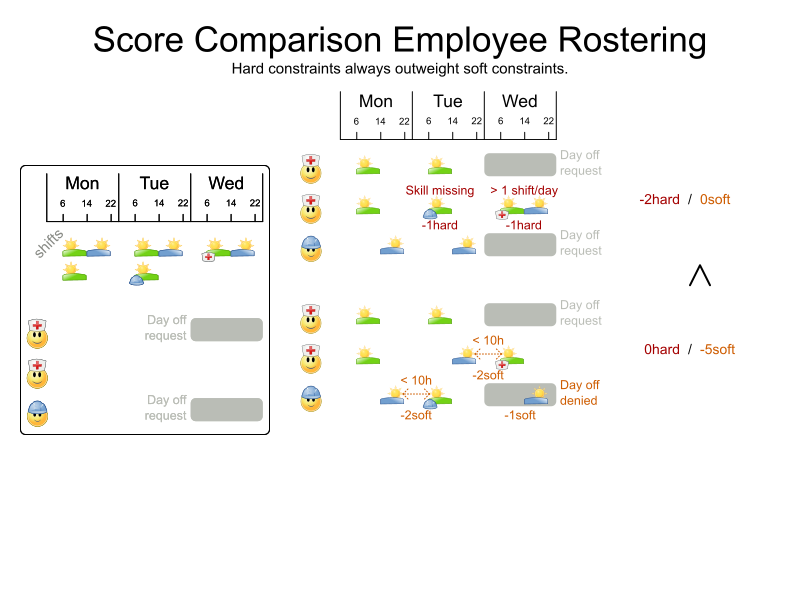 Score Comparison Employee Rostering
Hard constraints always outweight soft constraints.
Mon Tue Wed
6 14 22 6 14 22 6 14 22
shifts
Day off
request
Day off
request
Mon Tue Wed
6 14 22 6 14 22 6 14 22
Day off
request
Skill missing > 1 shift/day
-1hard -1hard
Day off
request
-2hard / 0soft
Day off
request
< 10h
-2soft
< 10h
-2soft
Day off
denied
-1soft
0hard / -5soft